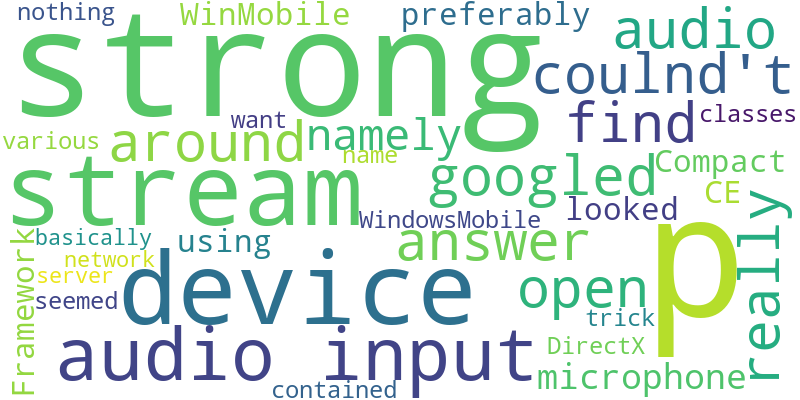 nothing
WinMobile
preferably
audio
strong
coulnd't
want
find
classes
various
around
namely
name
googled
Compact
stream
CE
looked
WindowsMobile
really
p
basically
using
answer
network
server
Framework
seemed
device
open
trick
audio input
DirectX
microphone
contained